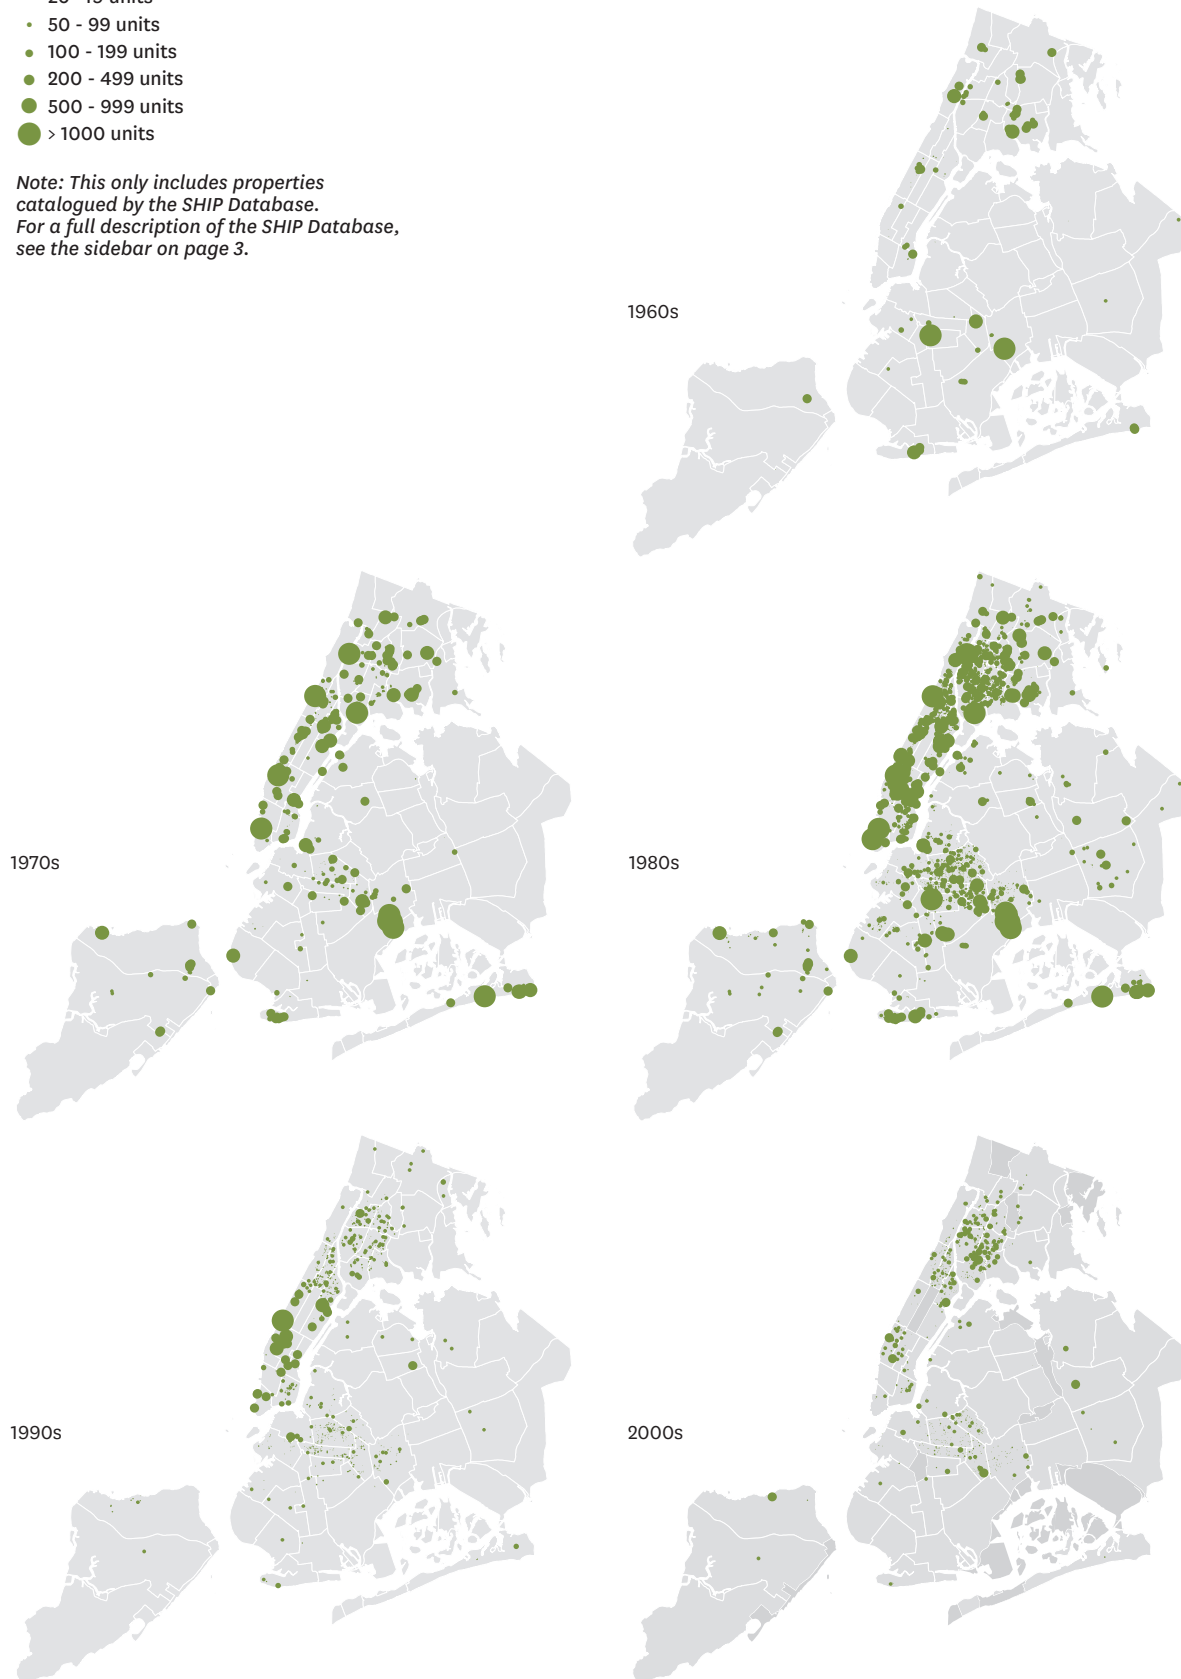 50 - 99 units
100 - 199 units
200 - 499 units
500 - 999 units
> 1000 units
Note: This only includes properties
catalogued by the SHIP Database.
For a full description of the SHIP Database,
see the sidebar on page 3.
1960s
1970s
1980s
1990s
2000s